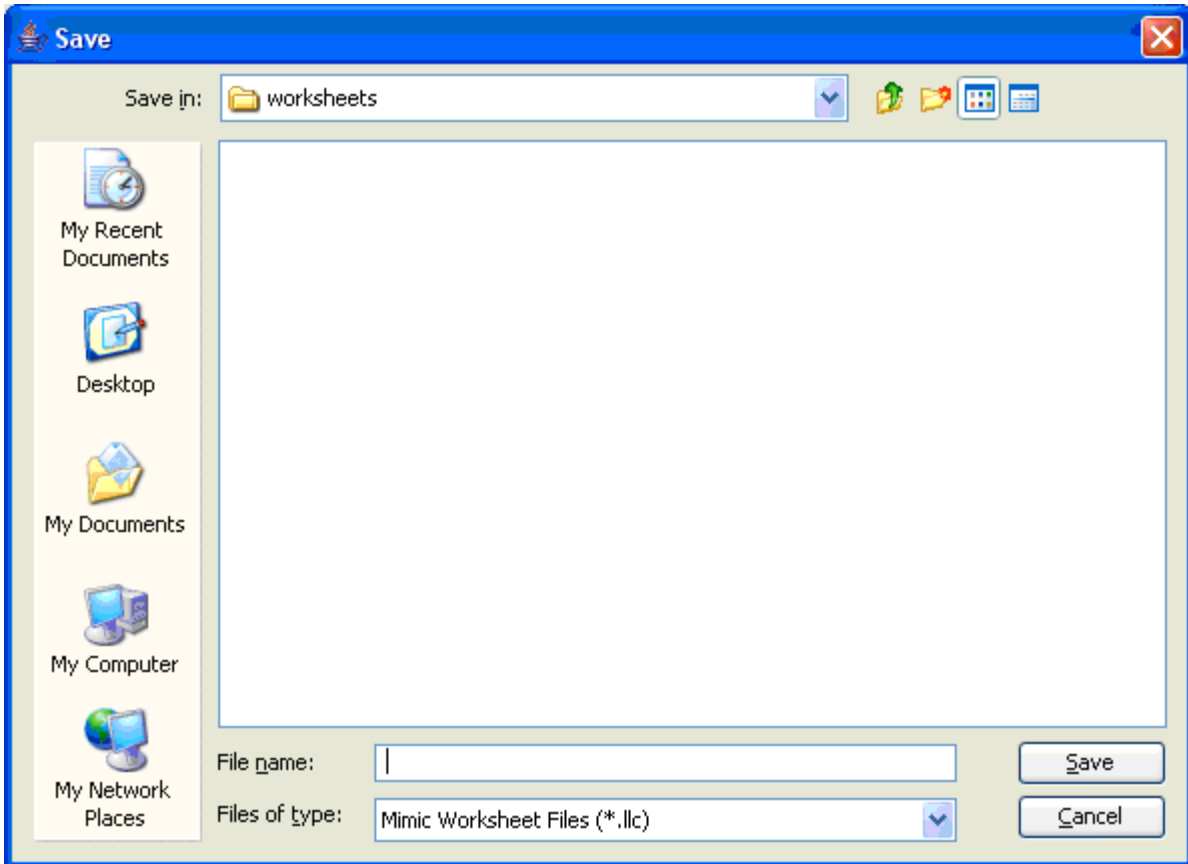 Save
Save in:
worksheets
My Recent
Documents
Desktop
My Documents
My Computer
My Network
Places
File name:
Save
Files of type:
Mimic Worksheet Files (*.llc)
Cancel